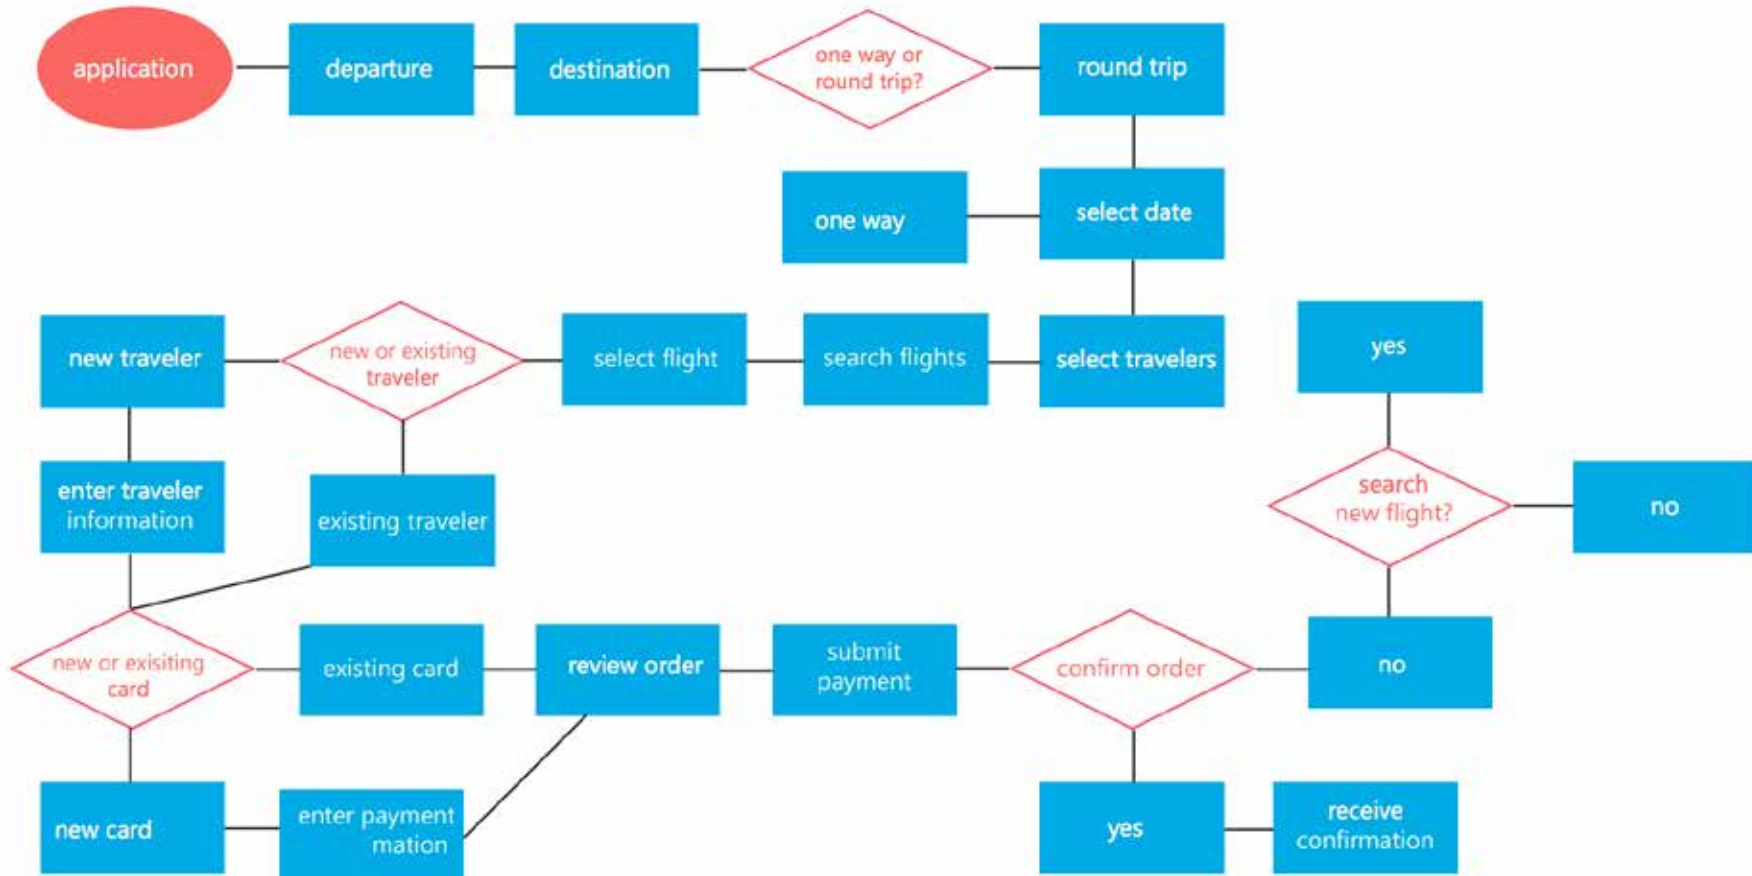 application
departure
destination
one way or
round trip?
round trip
one way
select date
new traveler
new or existing
traveler
select flight
search flights
select travelers
yes
enter traveler
information
existing traveler
search
new flight?
no
new or exisiting
card
existing card
review order
submit
payment
confirm order
no
new card
enter payment
mation
yes
receive
confirmation